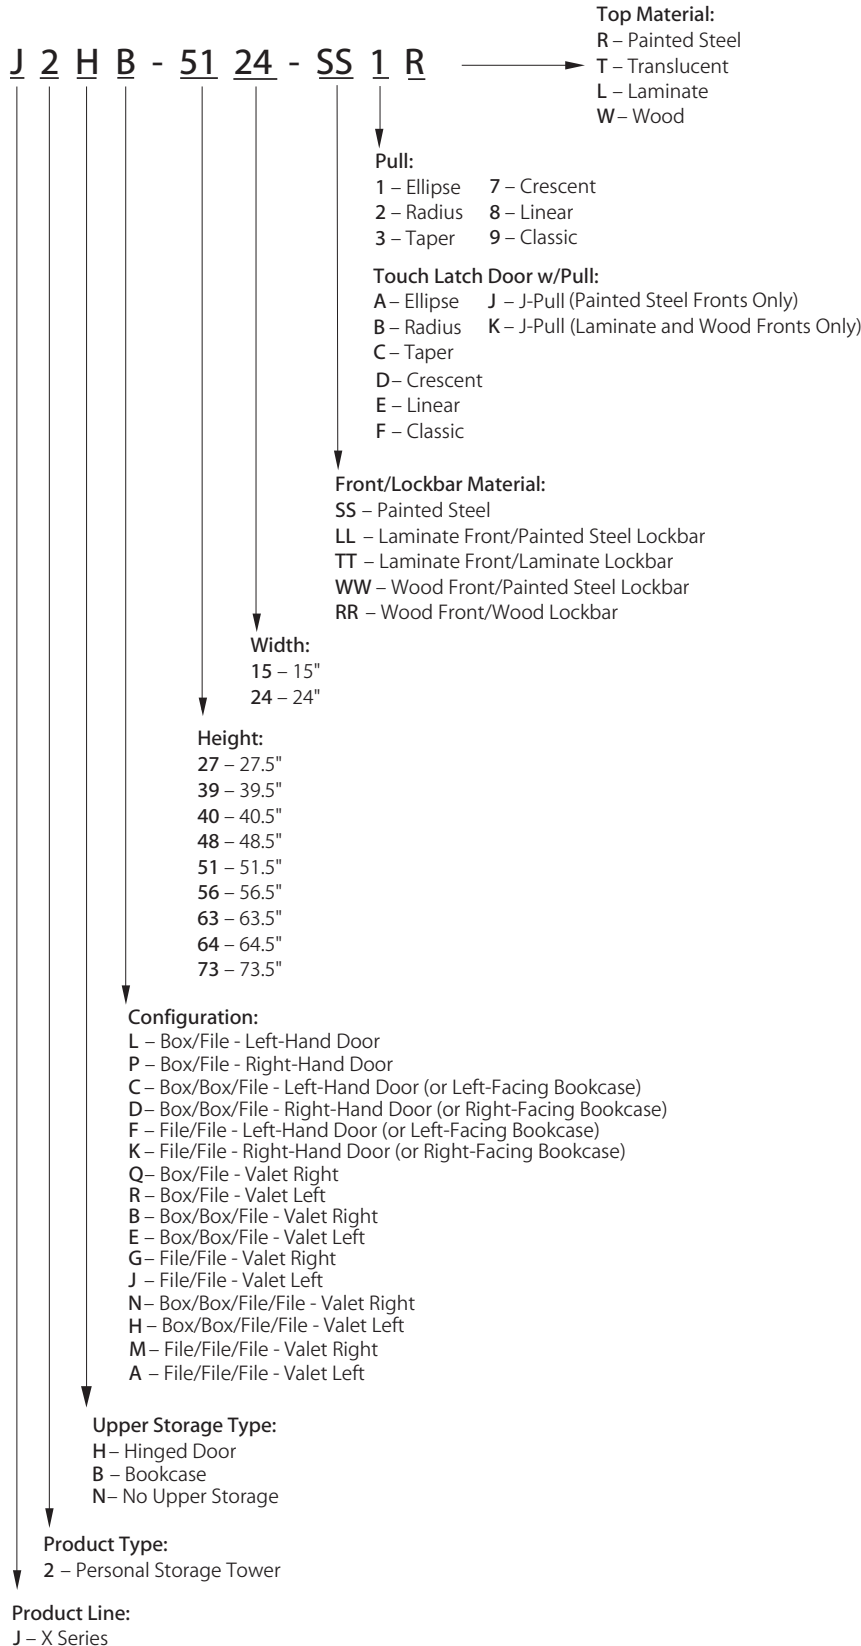 J 2 H B - 51 24 - SS 1 R
Top Material:
R – Painted Steel
T – Translucent
L – Laminate
W – Wood
Pull:
1 – Ellipse 7 – Crescent
2 – Radius 8 – Linear
3 – Taper 9 – Classic
Touch Latch Door w/Pull:
A – Ellipse J – J-Pull (Painted Steel Fronts Only)
B – Radius K – J-Pull (Laminate and Wood Fronts Only)
C – Taper
D – Crescent
E – Linear
F – Classic
Front/Lockbar Material:
SS – Painted Steel
LL – Laminate Front/Painted Steel Lockbar
TT – Laminate Front/Laminate Lockbar
WW – Wood Front/Painted Steel Lockbar
RR – Wood Front/Wood Lockbar
Width:
15 – 15"
24 – 24"
Height:
27 – 27.5"
39 – 39.5"
40 – 40.5"
48 – 48.5"
51 – 51.5"
56 – 56.5"
63 – 63.5"
64 – 64.5"
73 – 73.5"
Configuration:
L – Box/File - Left-Hand Door
P – Box/File - Right-Hand Door
C – Box/Box/File - Left-Hand Door (or Left-Facing Bookcase)
D – Box/Box/File - Right-Hand Door (or Right-Facing Bookcase)
F – File/File - Left-Hand Door (or Left-Facing Bookcase)
K – File/File - Right-Hand Door (or Right-Facing Bookcase)
Q – Box/File - Valet Right
R – Box/File - Valet Left
B – Box/Box/File - Valet Right
E – Box/Box/File - Valet Left
G – File/File - Valet Right
J – File/File - Valet Left
N – Box/Box/File/File - Valet Right
H – Box/Box/File/File - Valet Left
M – File/File/File - Valet Right
A – File/File/File - Valet Left
Upper Storage Type:
H – Hinged Door
B – Bookcase
N – No Upper Storage
Product Type:
2 – Personal Storage Tower
Product Line:
J – X Series